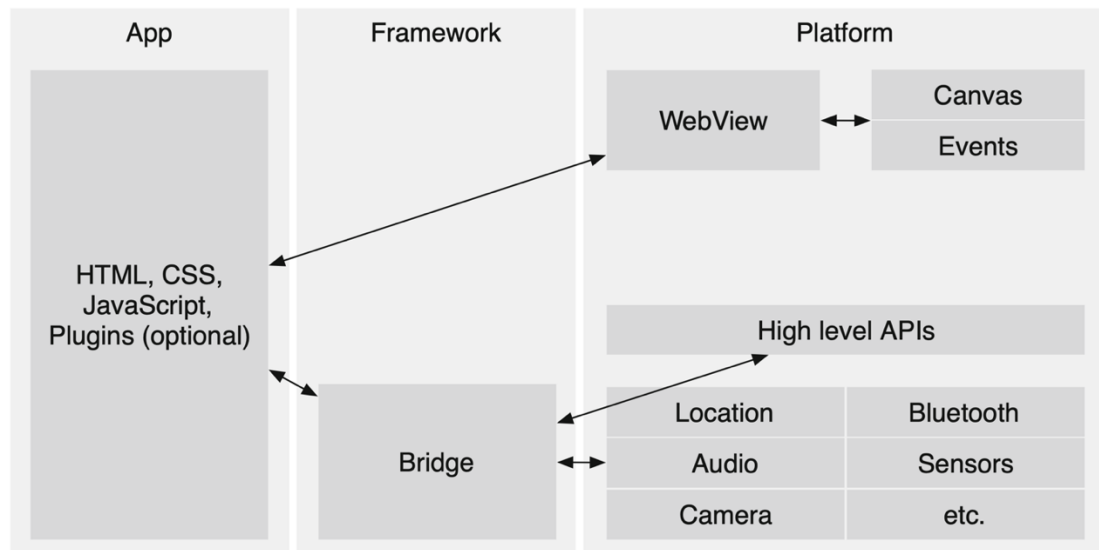 App
Framework
Platform
WebView
Canvas
Events
HTML, CSS,
JavaScript,
Plugins (optional)
High level APIs
Bridge
Location
Bluetooth
Audio
Sensors
Camera
etc.